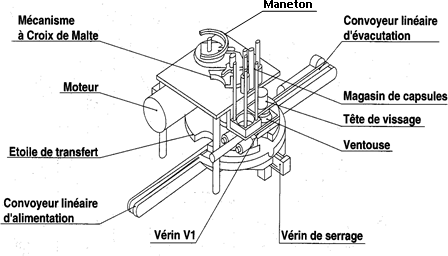 Maneton
Mécanisme
à Croix de Malte
Convoyeur linéaire
d'évacutation
Moteur
Magasin de capsules
Tête de vissage
Etoile de transfert
Ventouse
Convoyeur linéaire
d'alimentation
Vérin V1
Vérin de serrage